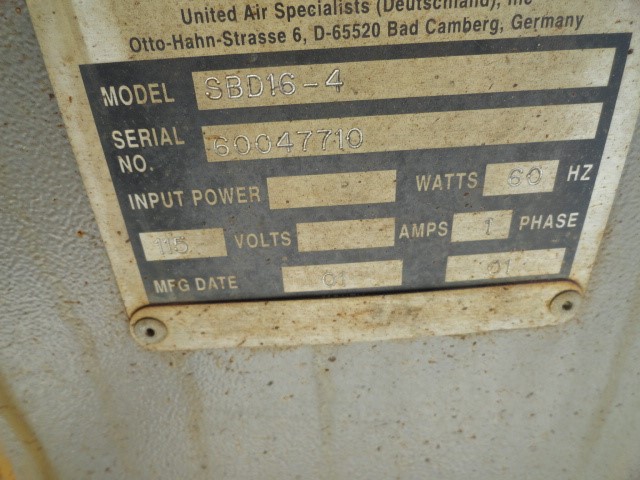 United Air Specialists (Deutschland), Inc
Otto-Hahn-Strasse 6, D-65520 Bad Camberg, Germany
MODEL SBD16-4
SERIAL NO. 60047710
INPUT POWER WATTS 60 HZ
115 VOLTS AMPS 1 PHASE
MFG DATE 01 01